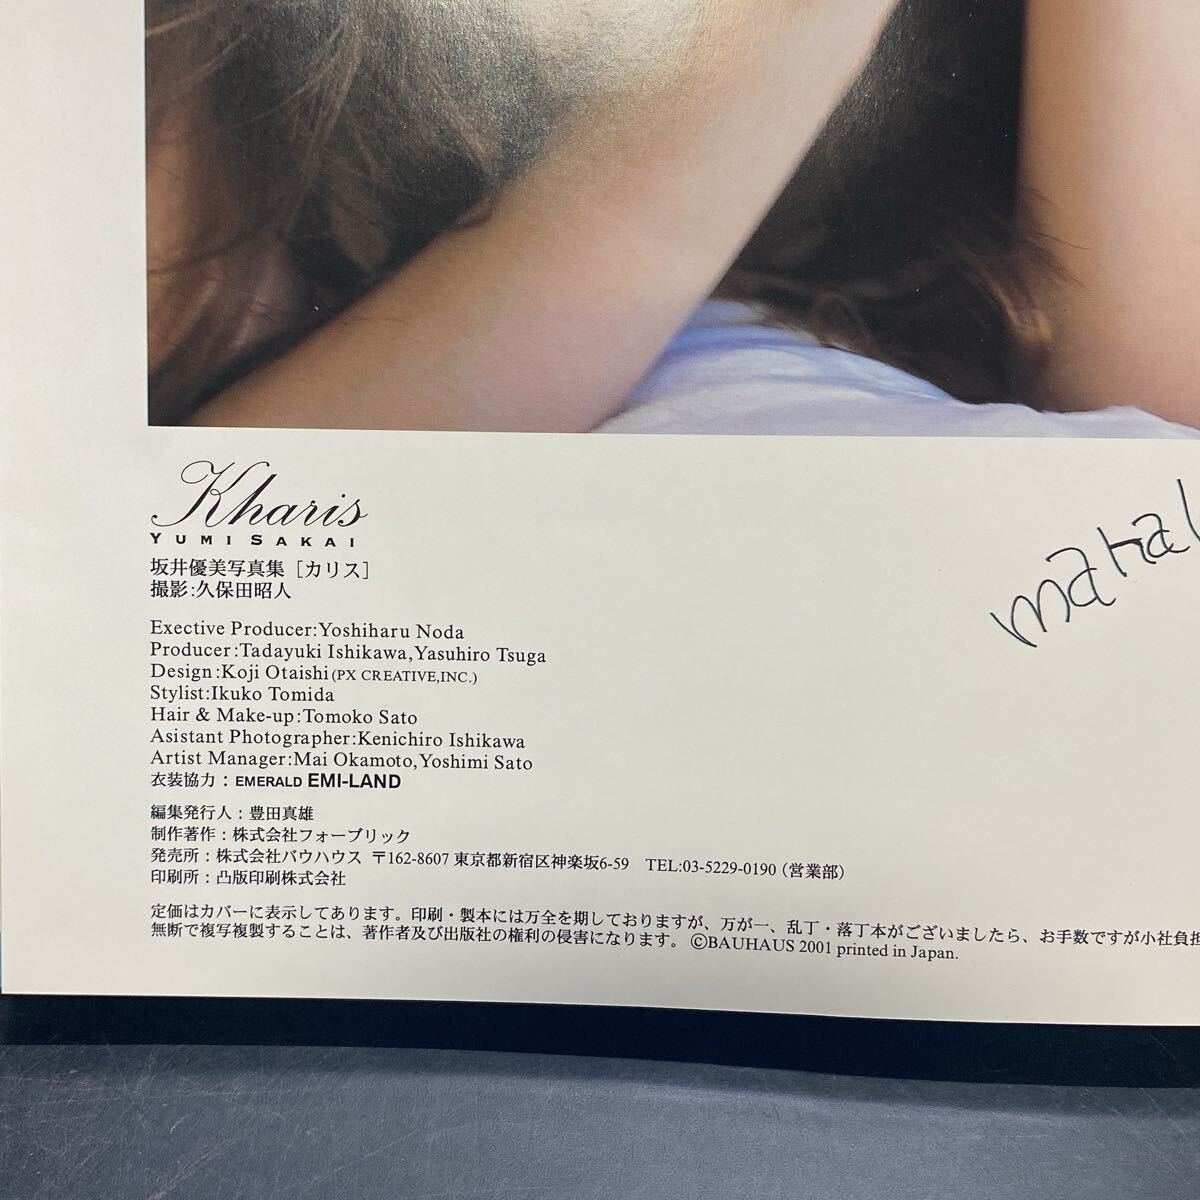 Kharis
YUMI SAKAI
坂井優美写真集［カリス］
撮影:久保田昭人
Exective Producer:Yoshiharu Noda
Producer:Tadayuki Ishikawa,Yasuhiro Tsuga
Design:Koji Otaishi(PX CREATIVE,INC.)
Stylist:Ikuko Tomida
Hair & Make-up:Tomoko Sato
Asistant Photographer:Kenichiro Ishikawa
Artist Manager:Mai Okamoto,Yoshimi Sato
衣装協力：EMERALD EMI-LAND
編集発行人：豊田真雄
制作著作：株式会社フォーブリック
発売所：株式会社バウハウス 〒162-8607 東京都新宿区神楽坂6-59 TEL:03-5229-0190（営業部）
印刷所：凸版印刷株式会社
定価はカバーに表示してあります。印刷・製本には万全を期しておりますが、万が一、乱丁・落丁本がございましたら、お手数ですが小社負担
無断で複写複製することは、著作者及び出版社の権利の侵害になります。 ©BAUHAUS 2001 printed in Japan.